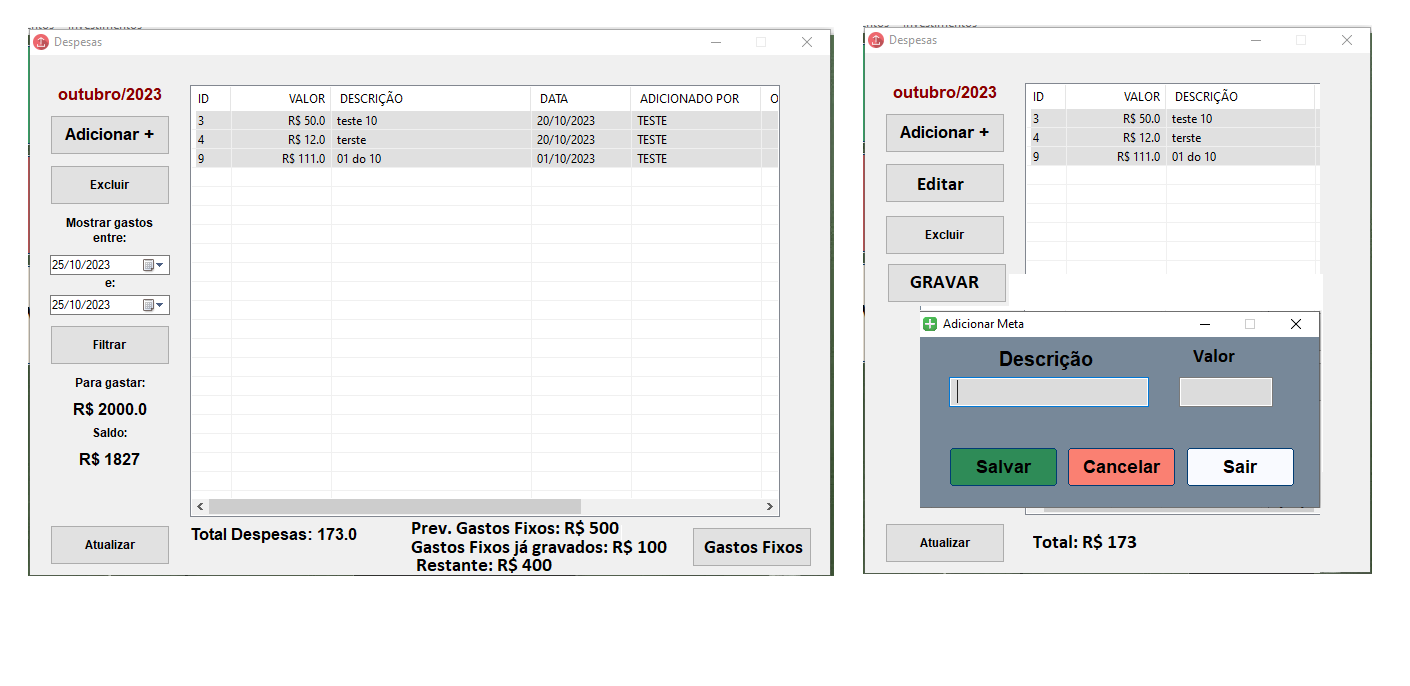 Despesas
outubro/2023
Adicionar +
Excluir
Mostrar gastos
entre:
25/10/2023
e:
25/10/2023
Filtrar
Para gastar:
R$ 2000.0
Saldo:
R$ 1827
Atualizar
ID VALOR DESCRIÇÃO DATA ADICIONADO POR O
3 R$ 50.0 teste 10 20/10/2023 TESTE
4 R$ 12.0 terste 20/10/2023 TESTE
9 R$ 111.0 01 do 10 01/10/2023 TESTE
Total Despesas: 173.0
Prev. Gastos Fixos: R$ 500
Gastos Fixos já gravados: R$ 100
Restante: R$ 400
Gastos Fixos
Despesas
outubro/2023
Adicionar +
Editar
Excluir
GRAVAR
ID VALOR DESCRIÇÃO
3 R$ 50.0 teste 10
4 R$ 12.0 terste
9 R$ 111.0 01 do 10
Adicionar Meta
Descrição Valor
Salvar Cancelar Sair
Atualizar
Total: R$ 173